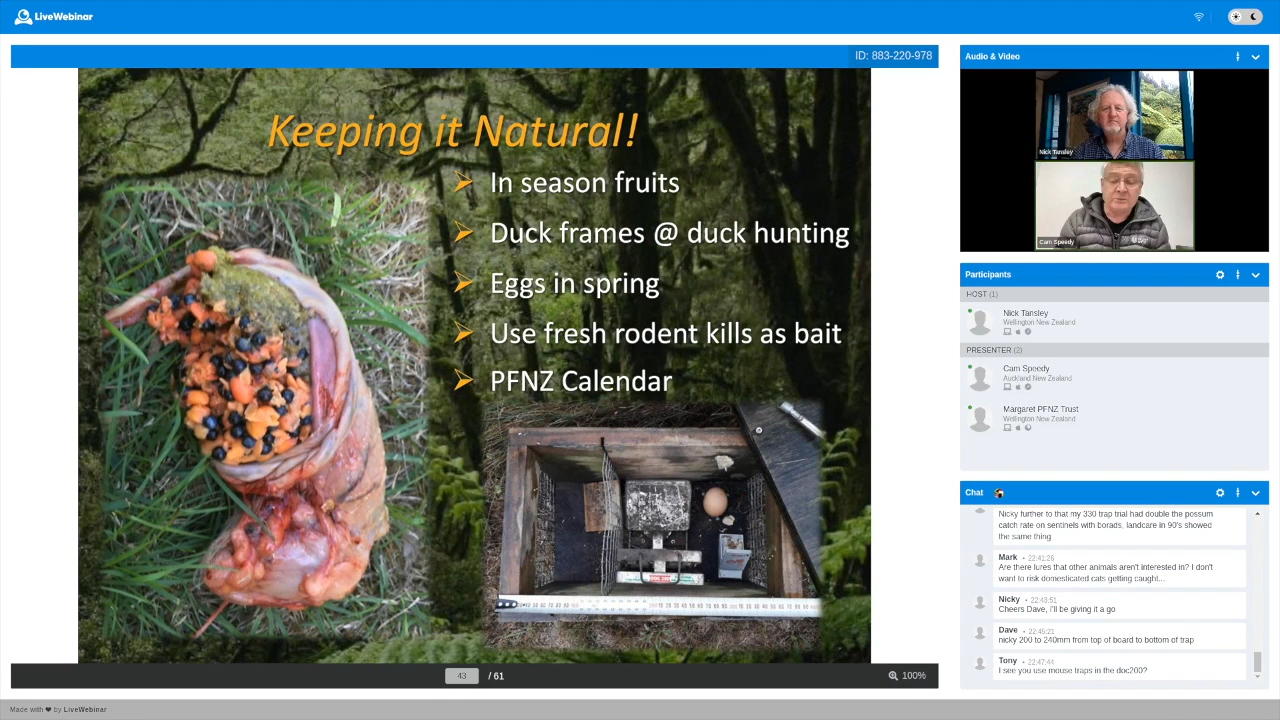 LiveWebinar
ID: 883-220-978
Keeping it Natural!
In season fruits
Duck frames @ duck hunting
Eggs in spring
Use fresh rodent kills as bait
PFNZ Calendar
43 / 61
100%
Audio & Video
Nick Tansley
Cam Speedy
Participants
HOST (1)
Nick Tansley
Wellington New Zealand
PRESENTER (2)
Cam Speedy
Auckland New Zealand
Margaret PFNZ Trust
Wellington New Zealand
Chat
Nicky further to that my 330 trap trial had double the possum
catch rate on sentinels with borads, landcare in 90's showed
the same thing
Mark • 22:41:26
Are there lures that other animals aren't interested in? I don't
want to risk domesticated cats getting caught...
Nicky • 22:43:51
Cheers Dave, I'll be giving it a go
Dave • 22:45:21
nicky 200 to 240mm from top of board to bottom of trap
Tony • 22:47:44
I see you use mouse traps in the doc200?
Made with ❤ by LiveWebinar